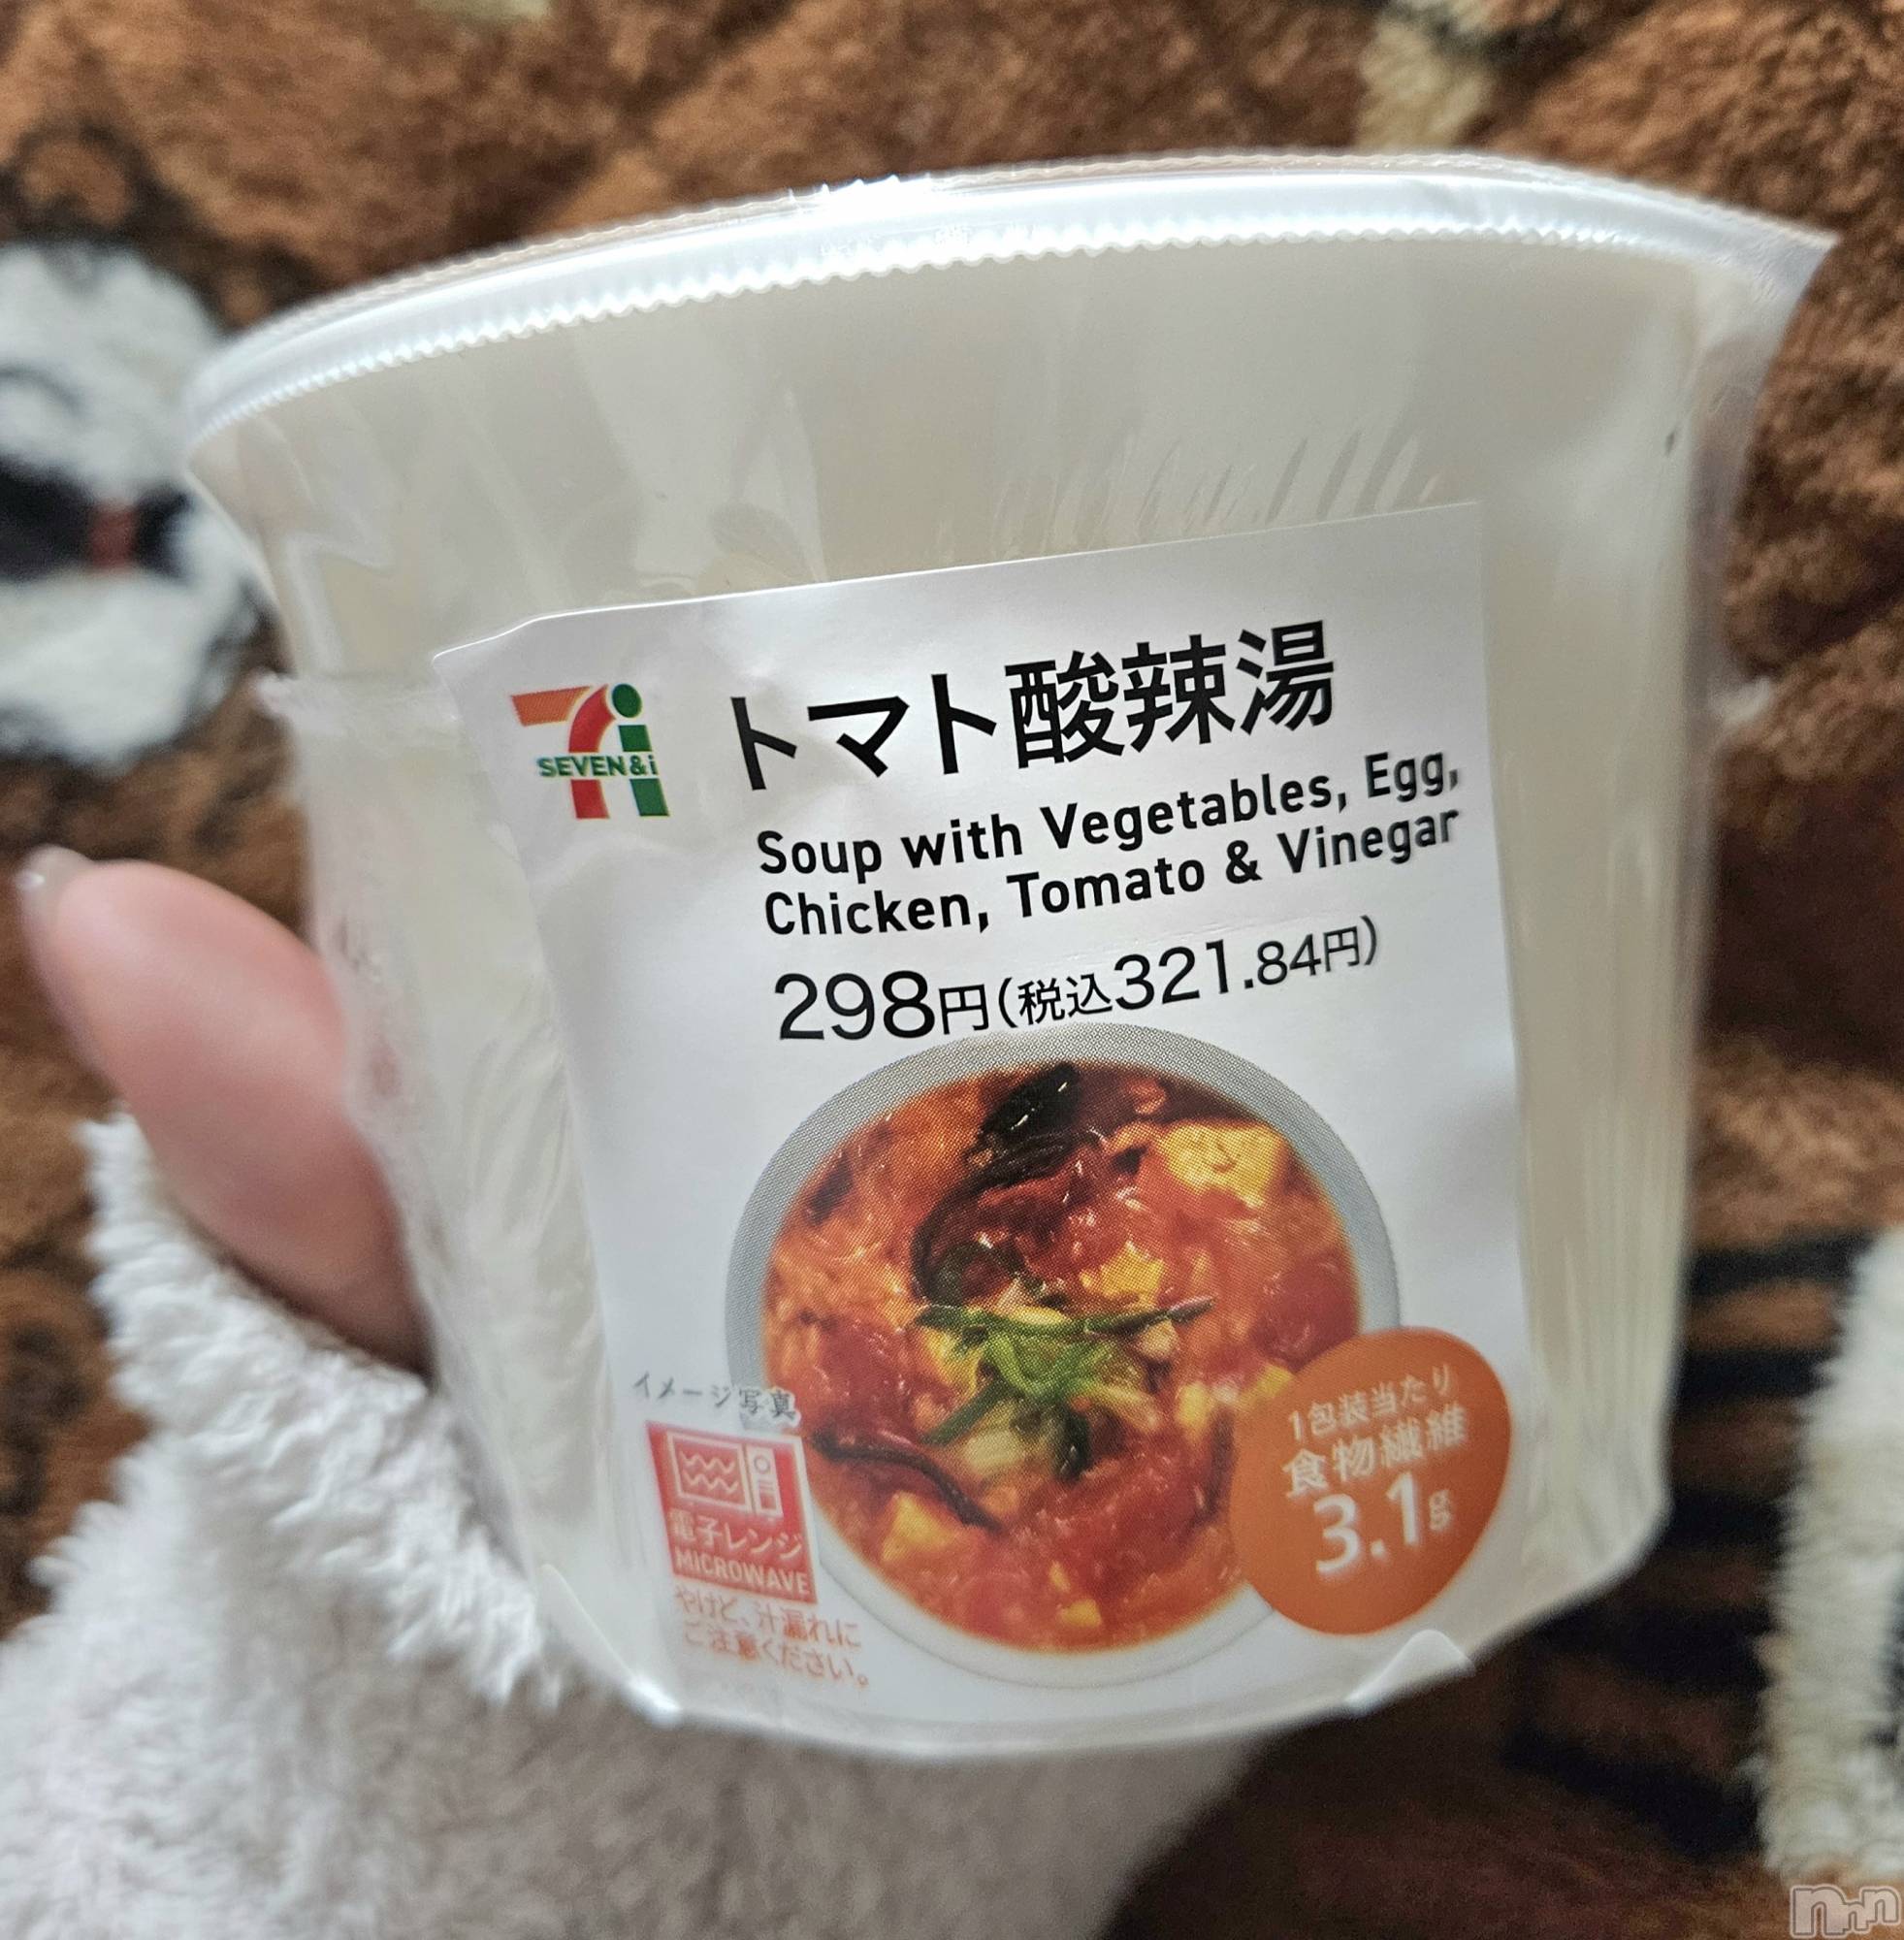 SEVEN&i
トマト酸辣湯
Soup with Vegetables, Egg,
Chicken, Tomato & Vinegar
298円(税込321.84円)
イメージ写真
電子レンジ
MICROWAVE
やけど、汁漏れに
ご注意ください。
1包装当たり
食物繊維
3.1g
nnn